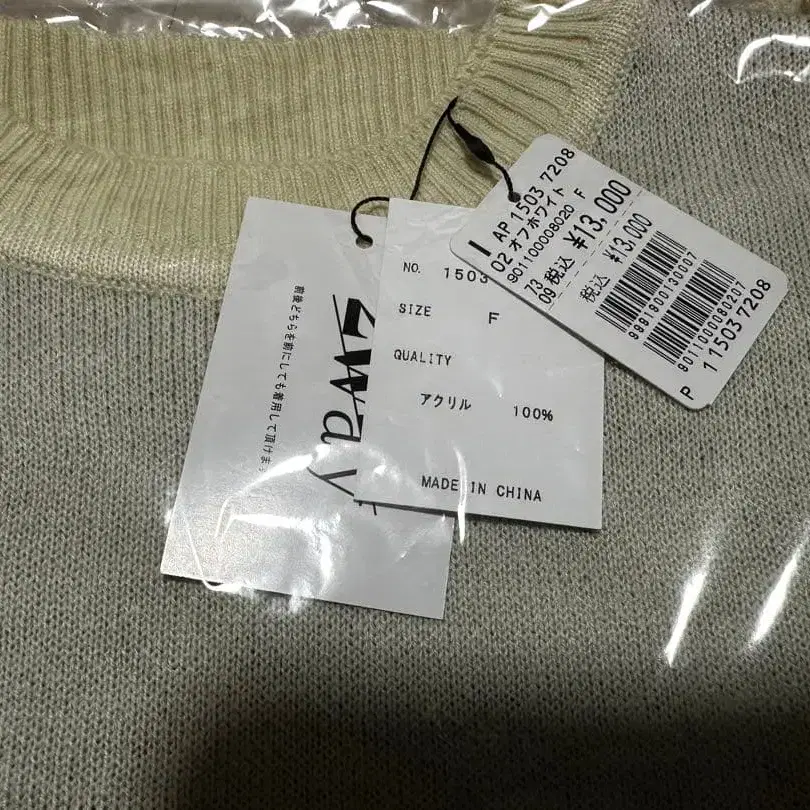 2way
前後どちらを前にしても着用して頂けます
NO. 1503
SIZE F
QUALITY
アクリル 100%
MADE IN CHINA
I AP 1503 7208
02 オフホワイト
901100008020 F
73
09 税込 ¥13,000
税込 ¥13,000
9981900130007
9011000080207
P 1 1503 7208